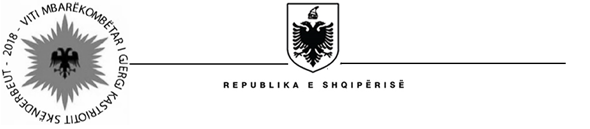 2018 - VITI MBARËKOMBËTAR I GJERGJ KASTRIOTIT SKËNDERBEUT -
REPUBLIKA E SHQIPËRISË